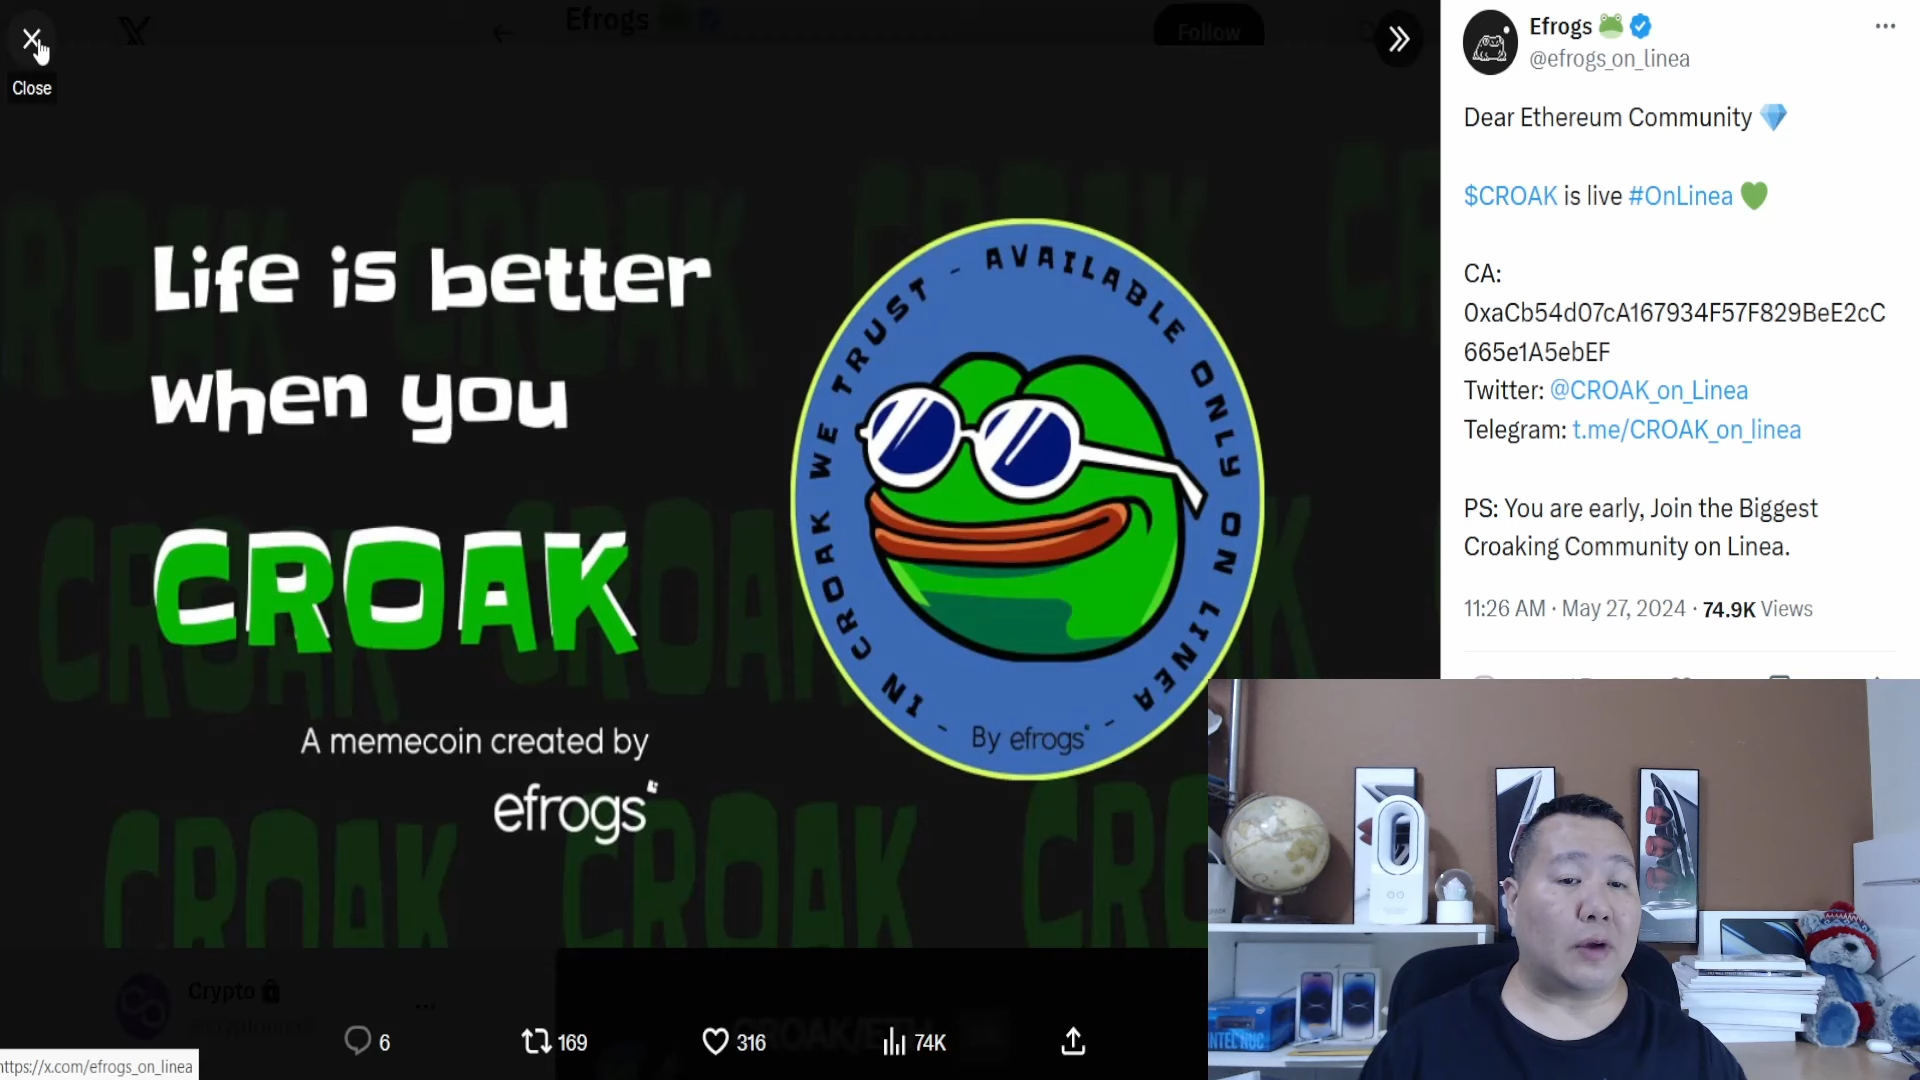 Efrogs
Follow
Close
Life is better
when you
CROAK
A memecoin created by
efrogs
IN CROAK WE TRUST - AVAILABLE ONLY ON LINEA -
By efrogs
Crypto
6
169
316
74K
https://x.com/efrogs_on_linea
Efrogs
@efrogs_on_linea
Dear Ethereum Community
$CROAK is live #OnLinea
CA:
0xaCb54d07cA167934F57F829BeE2cC
665e1A5ebEF
Twitter: @CROAK_on_Linea
Telegram: t.me/CROAK_on_linea
PS: You are early, Join the Biggest
Croaking Community on Linea.
11:26 AM · May 27, 2024 · 74.9K Views
INTEL NUC